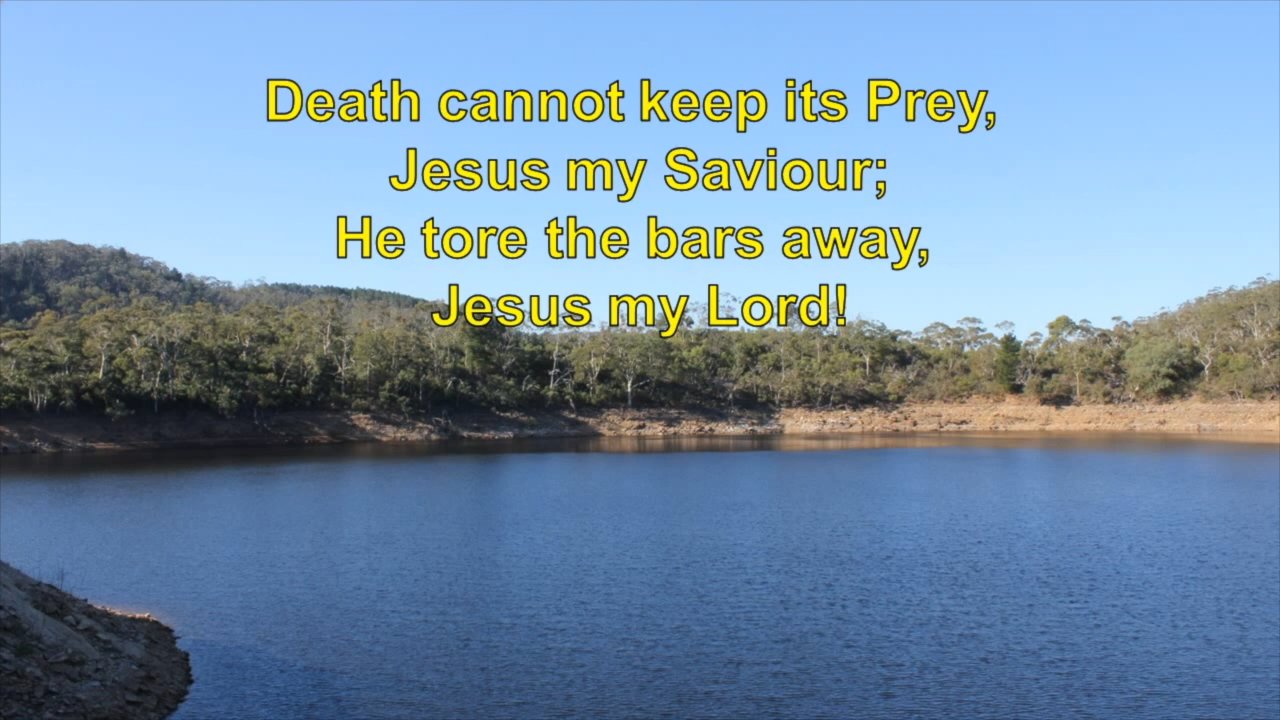 Death cannot keep its Prey,
Jesus my Saviour;
He tore the bars away,
Jesus my Lord!